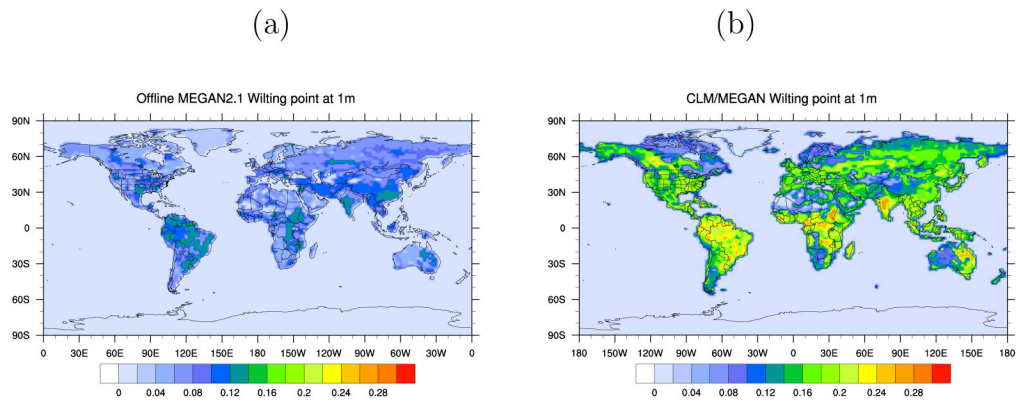 (a)
(b)
Offline MEGAN2.1 Wilting point at 1m
90N
60N
30N
0
30S
60S
90S
0 30E 60E 90E 120E 150E 180 150W 120W 90W 60W 30W 0
0 0.04 0.08 0.12 0.16 0.2 0.24 0.28
CLM/MEGAN Wilting point at 1m
90N
60N
30N
0
30S
60S
90S
180 150W 120W 90W 60W 30W 0 30E 60E 90E 120E 150E 180
0 0.04 0.08 0.12 0.16 0.2 0.24 0.28